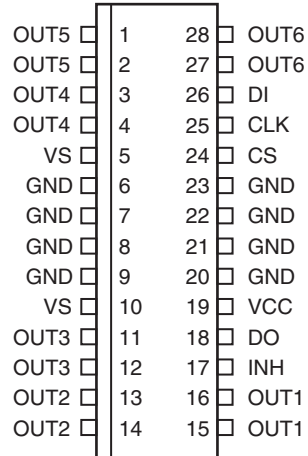 OUT5 1 28 OUT6
OUT5 2 27 OUT6
OUT4 3 26 DI
OUT4 4 25 CLK
VS 5 24 CS
GND 6 23 GND
GND 7 22 GND
GND 8 21 GND
GND 9 20 GND
VS 10 19 VCC
OUT3 11 18 DO
OUT3 12 17 INH
OUT2 13 16 OUT1
OUT2 14 15 OUT1